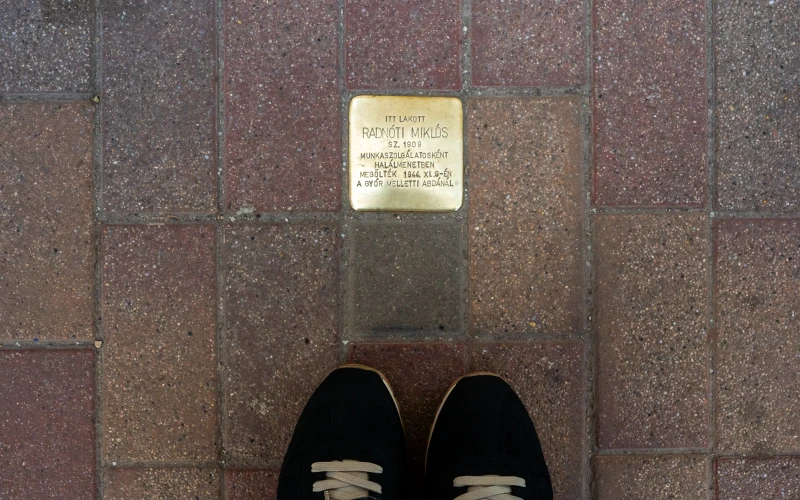 ITT LAKOTT
RADNÓTI MIKLÓS
SZ. 1909
MUNKASZOLGÁLATOSKÉNT
HALÁLMENETBEN
MEGÖLTÉK 1944. XI. 9-ÉN
A GYŐR MELLETTI ABDÁNÁL